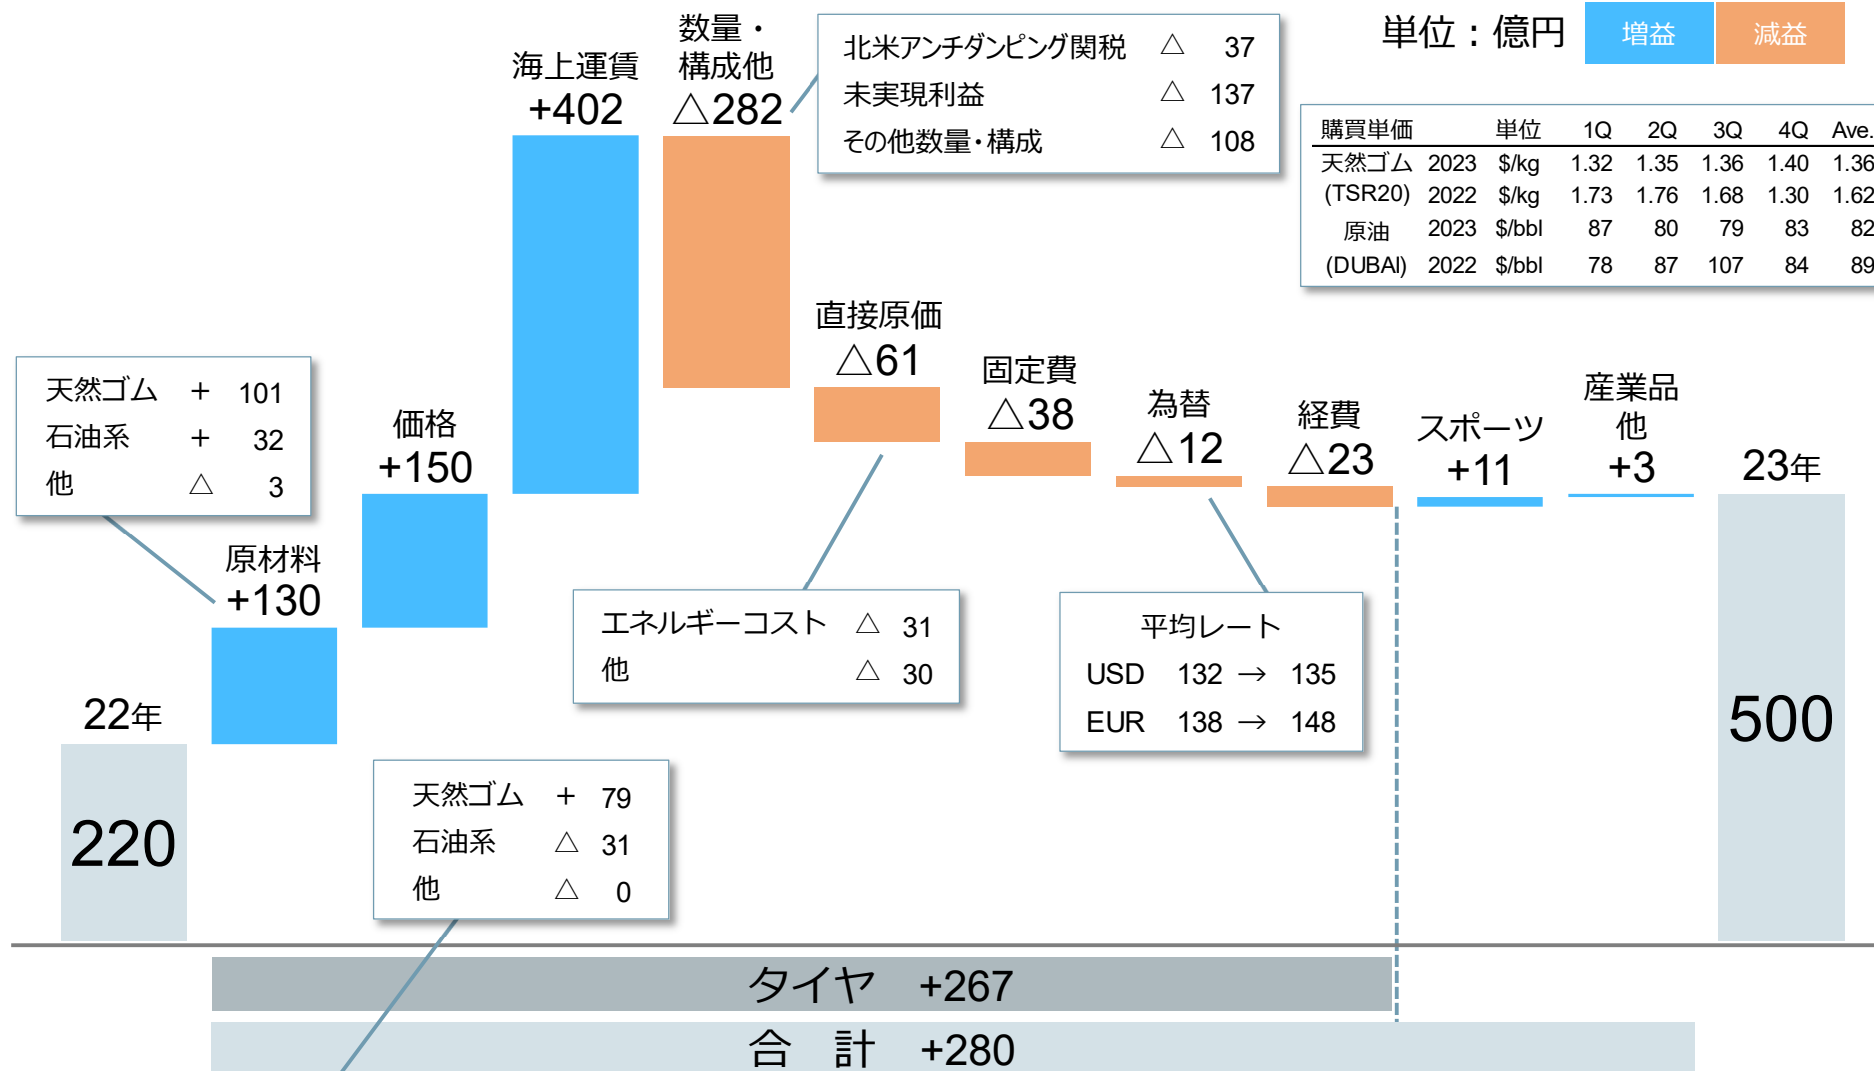 単位：億円
増益
減益
数量・
構成他
△282
北米アンチダンピング関税 △ 37
未実現利益 △ 137
その他数量・構成 △ 108
海上運賃
+402
購買単価 単位 1Q 2Q 3Q 4Q Ave.
天然ゴム 2023 $/kg 1.32 1.35 1.36 1.40 1.36
(TSR20) 2022 $/kg 1.73 1.76 1.68 1.30 1.62
原油 2023 $/bbl 87 80 79 83 82
(DUBAI) 2022 $/bbl 78 87 107 84 89
直接原価
△61
固定費
△38
為替
△12
経費
△23
スポーツ
+11
産業品
他
+3
23年
500
天然ゴム + 101
石油系 + 32
他 △ 3
価格
+150
原材料
+130
エネルギーコスト △ 31
他 △ 30
平均レート
USD 132 → 135
EUR 138 → 148
22年
220
天然ゴム + 79
石油系 △ 31
他 △ 0
タイヤ +267
合 計 +280